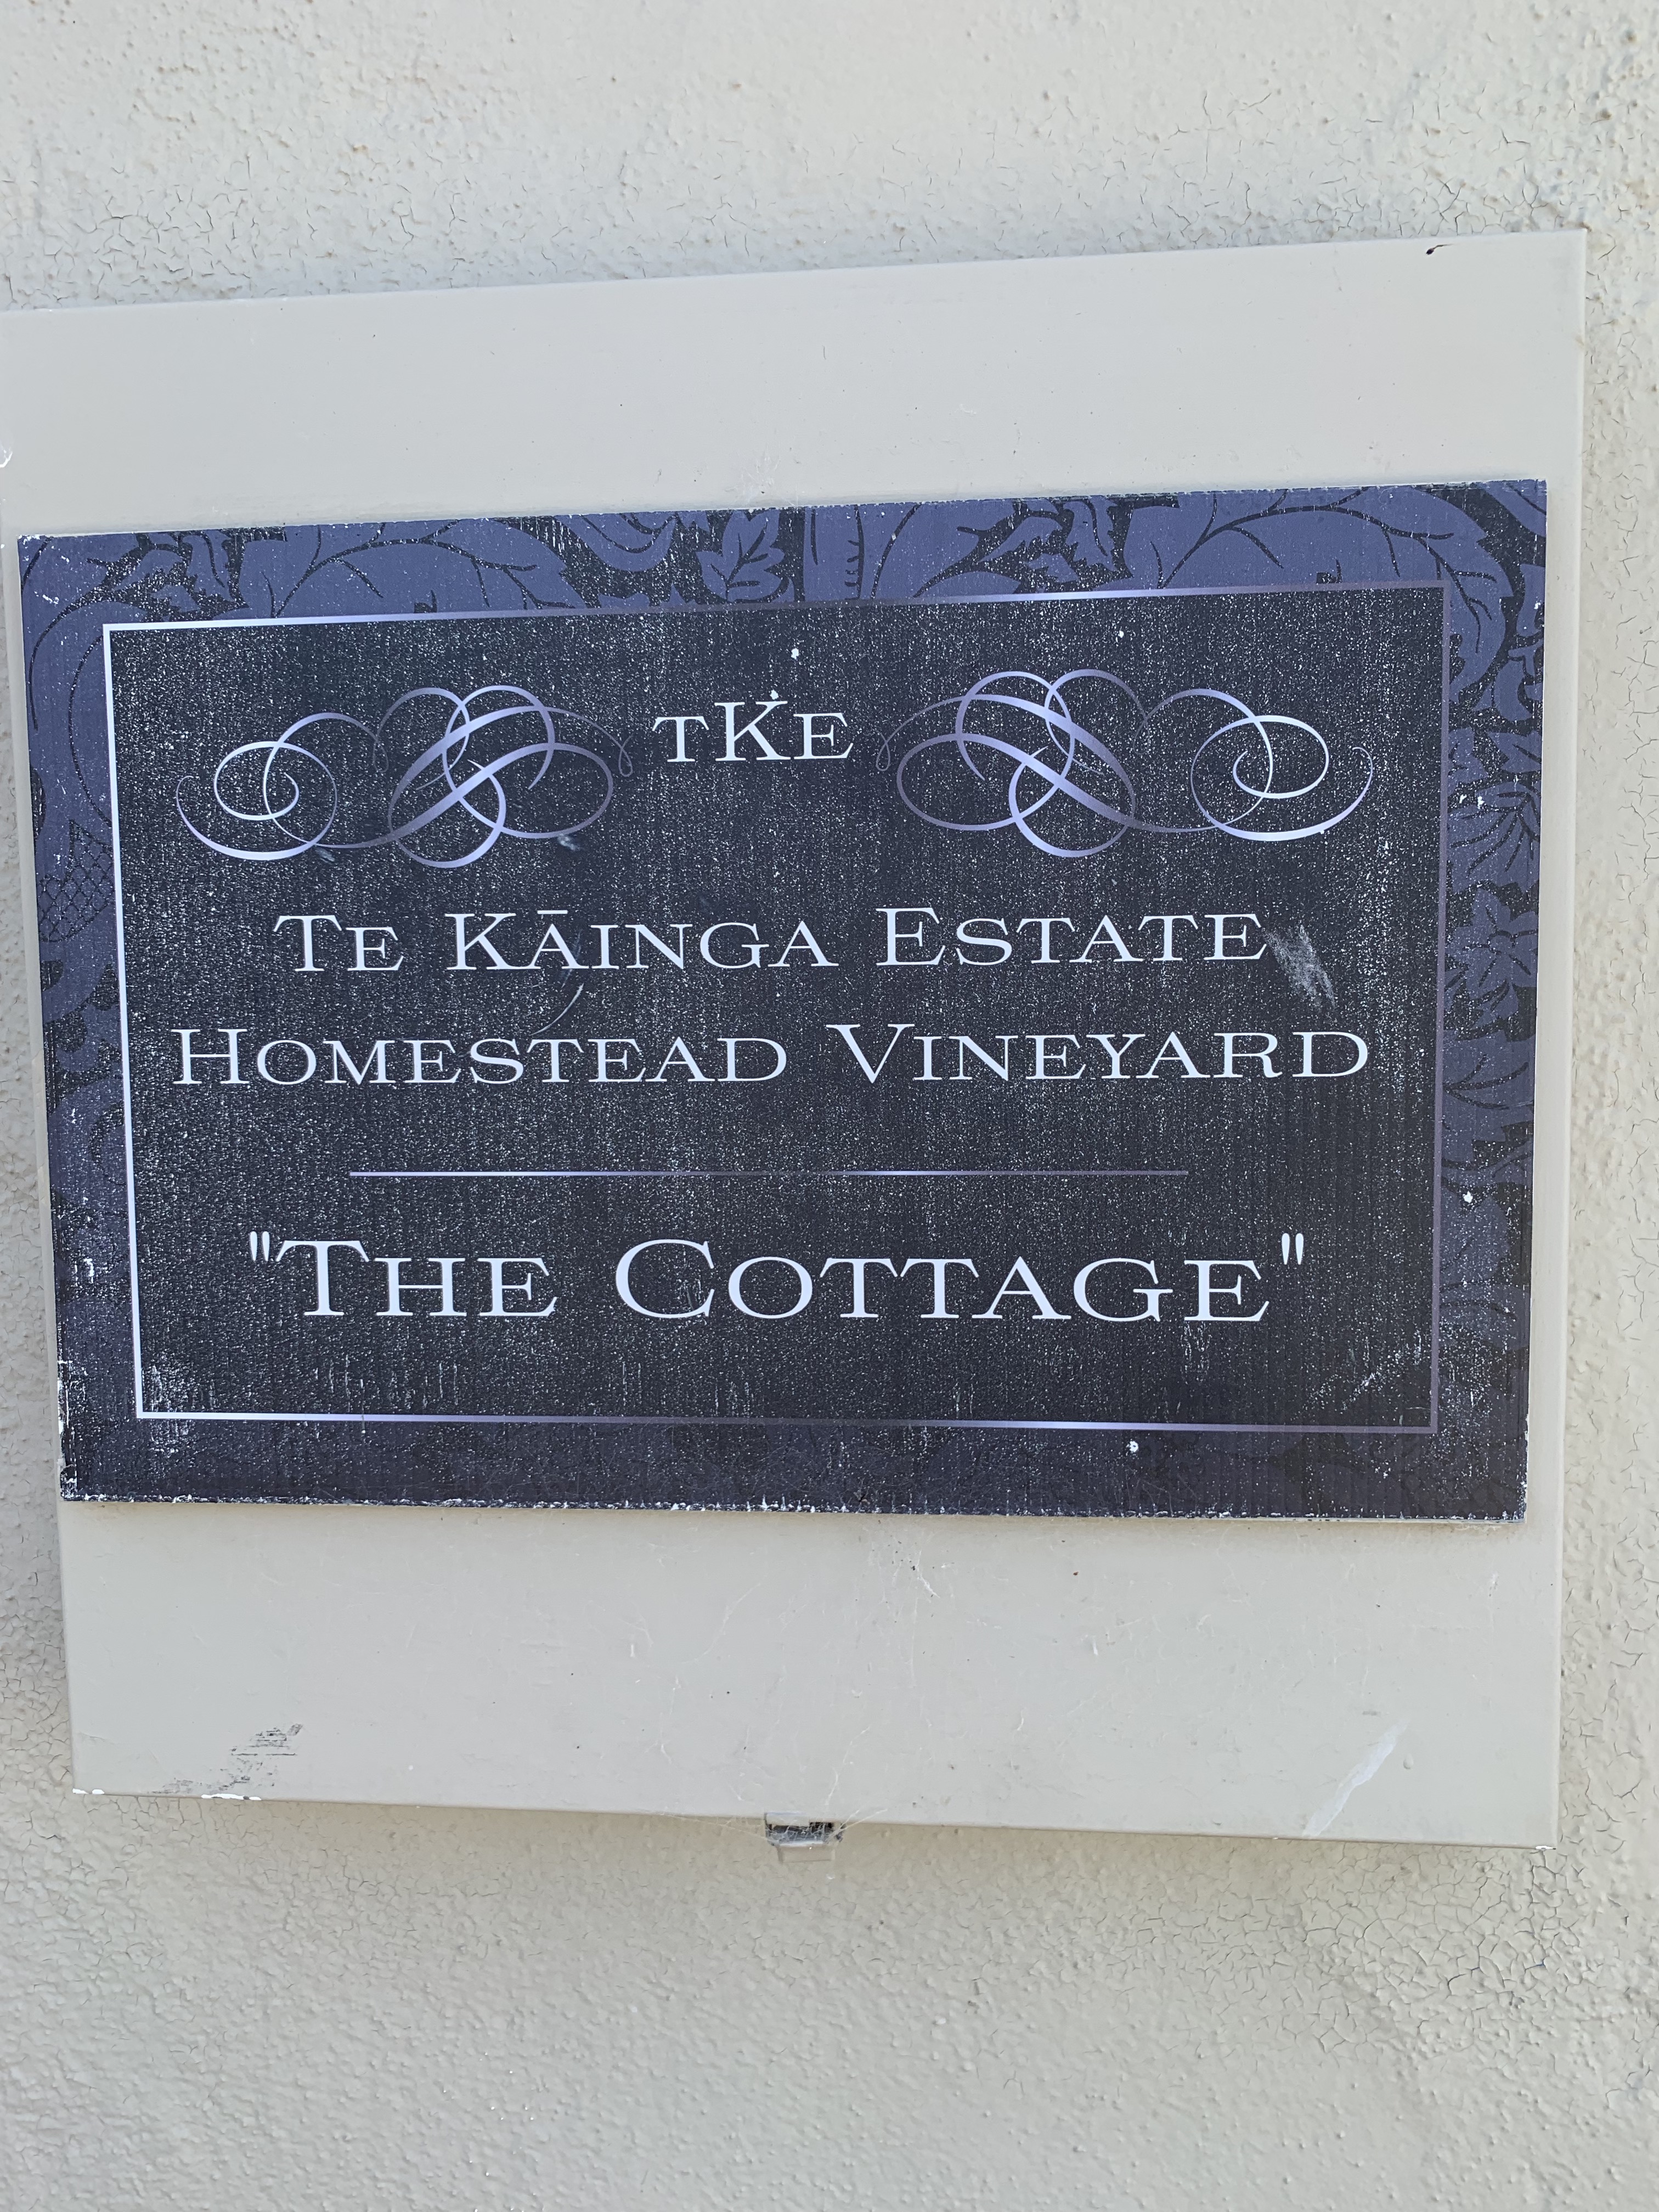 TKE
TE KĀINGA ESTATE
HOMESTEAD VINEYARD
"THE COTTAGE"